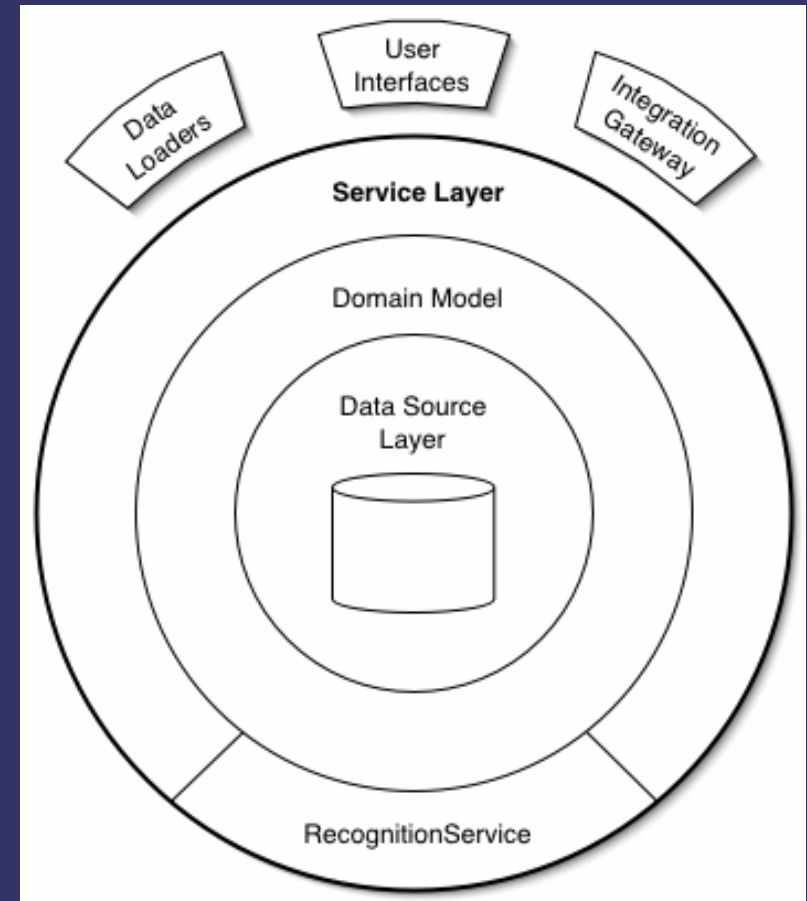 Data
Loaders
User
Interfaces
Integration
Gateway
Service Layer
Domain Model
Data Source
Layer
RecognitionService